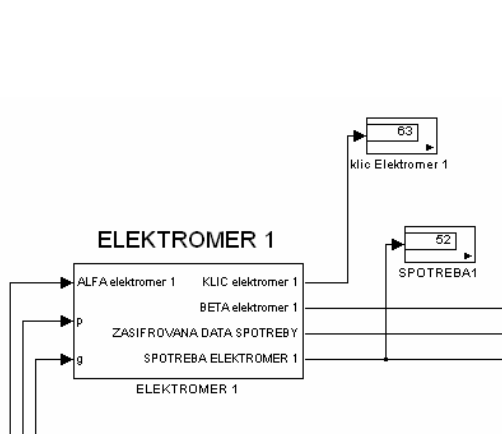 63
klic Elektromer 1
52
SPOTREBA1
ELEKTROMER 1
ALFA elektromer 1 KLIC elektromer 1
BETA elektromer 1
p
ZASIFROVANA DATA SPOTREBY
g SPOTREBA ELEKTROMER 1
ELEKTROMER 1